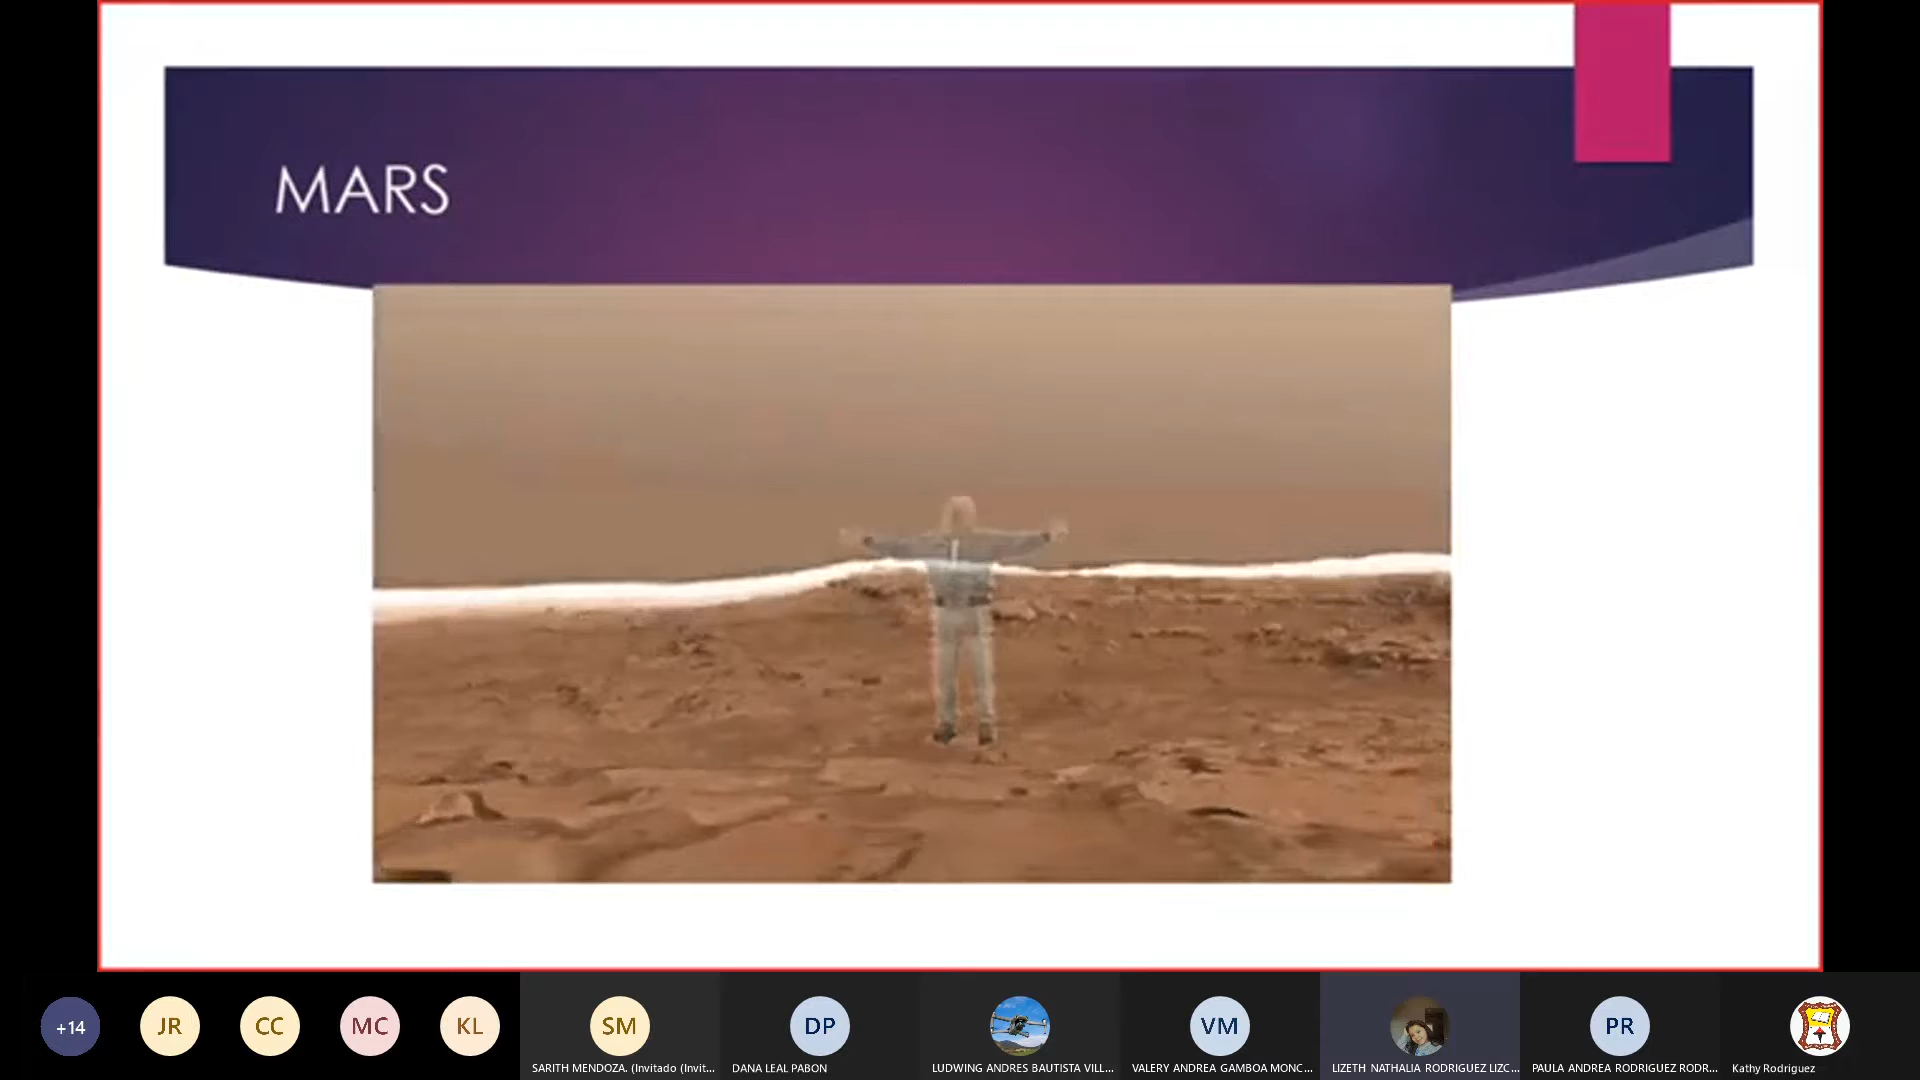 MARS
+14
JR
CC
MC
KL
SM
DP
VM
PR
SARITH MENDOZA. (Invitado (Invit...
DANA LEAL PABON
LUDWING ANDRES BAUTISTA VILL...
VALERY ANDREA GAMBOA MONC...
LIZETH NATHALIA RODRIGUEZ LIZC...
PAULA ANDREA RODRIGUEZ RODR...
Kathy Rodriguez